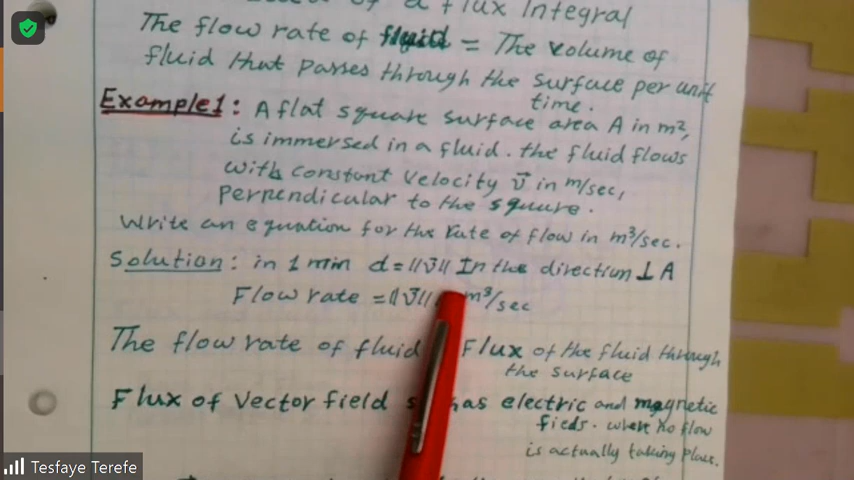 of a Flux Integral
The flow rate of fluid = The volume of
fluid that passes through the surface per unit
time.
Example1: A flat square surface area A in m²,
is immersed in a fluid. the fluid flows
with constant velocity v⃗ in m/sec,
perpendicular to the square.
Write an equation for the rate of flow in m³/sec.
Solution: in 1 min d = ||v⃗|| In the direction ⊥ A
Flow rate = ||v⃗|| m³/sec
The flow rate of fluid Flux of the fluid through
the surface
Flux of Vector field as electric and magnetic
fieds. where no flow
is actually taking place.
Tesfaye Terefe